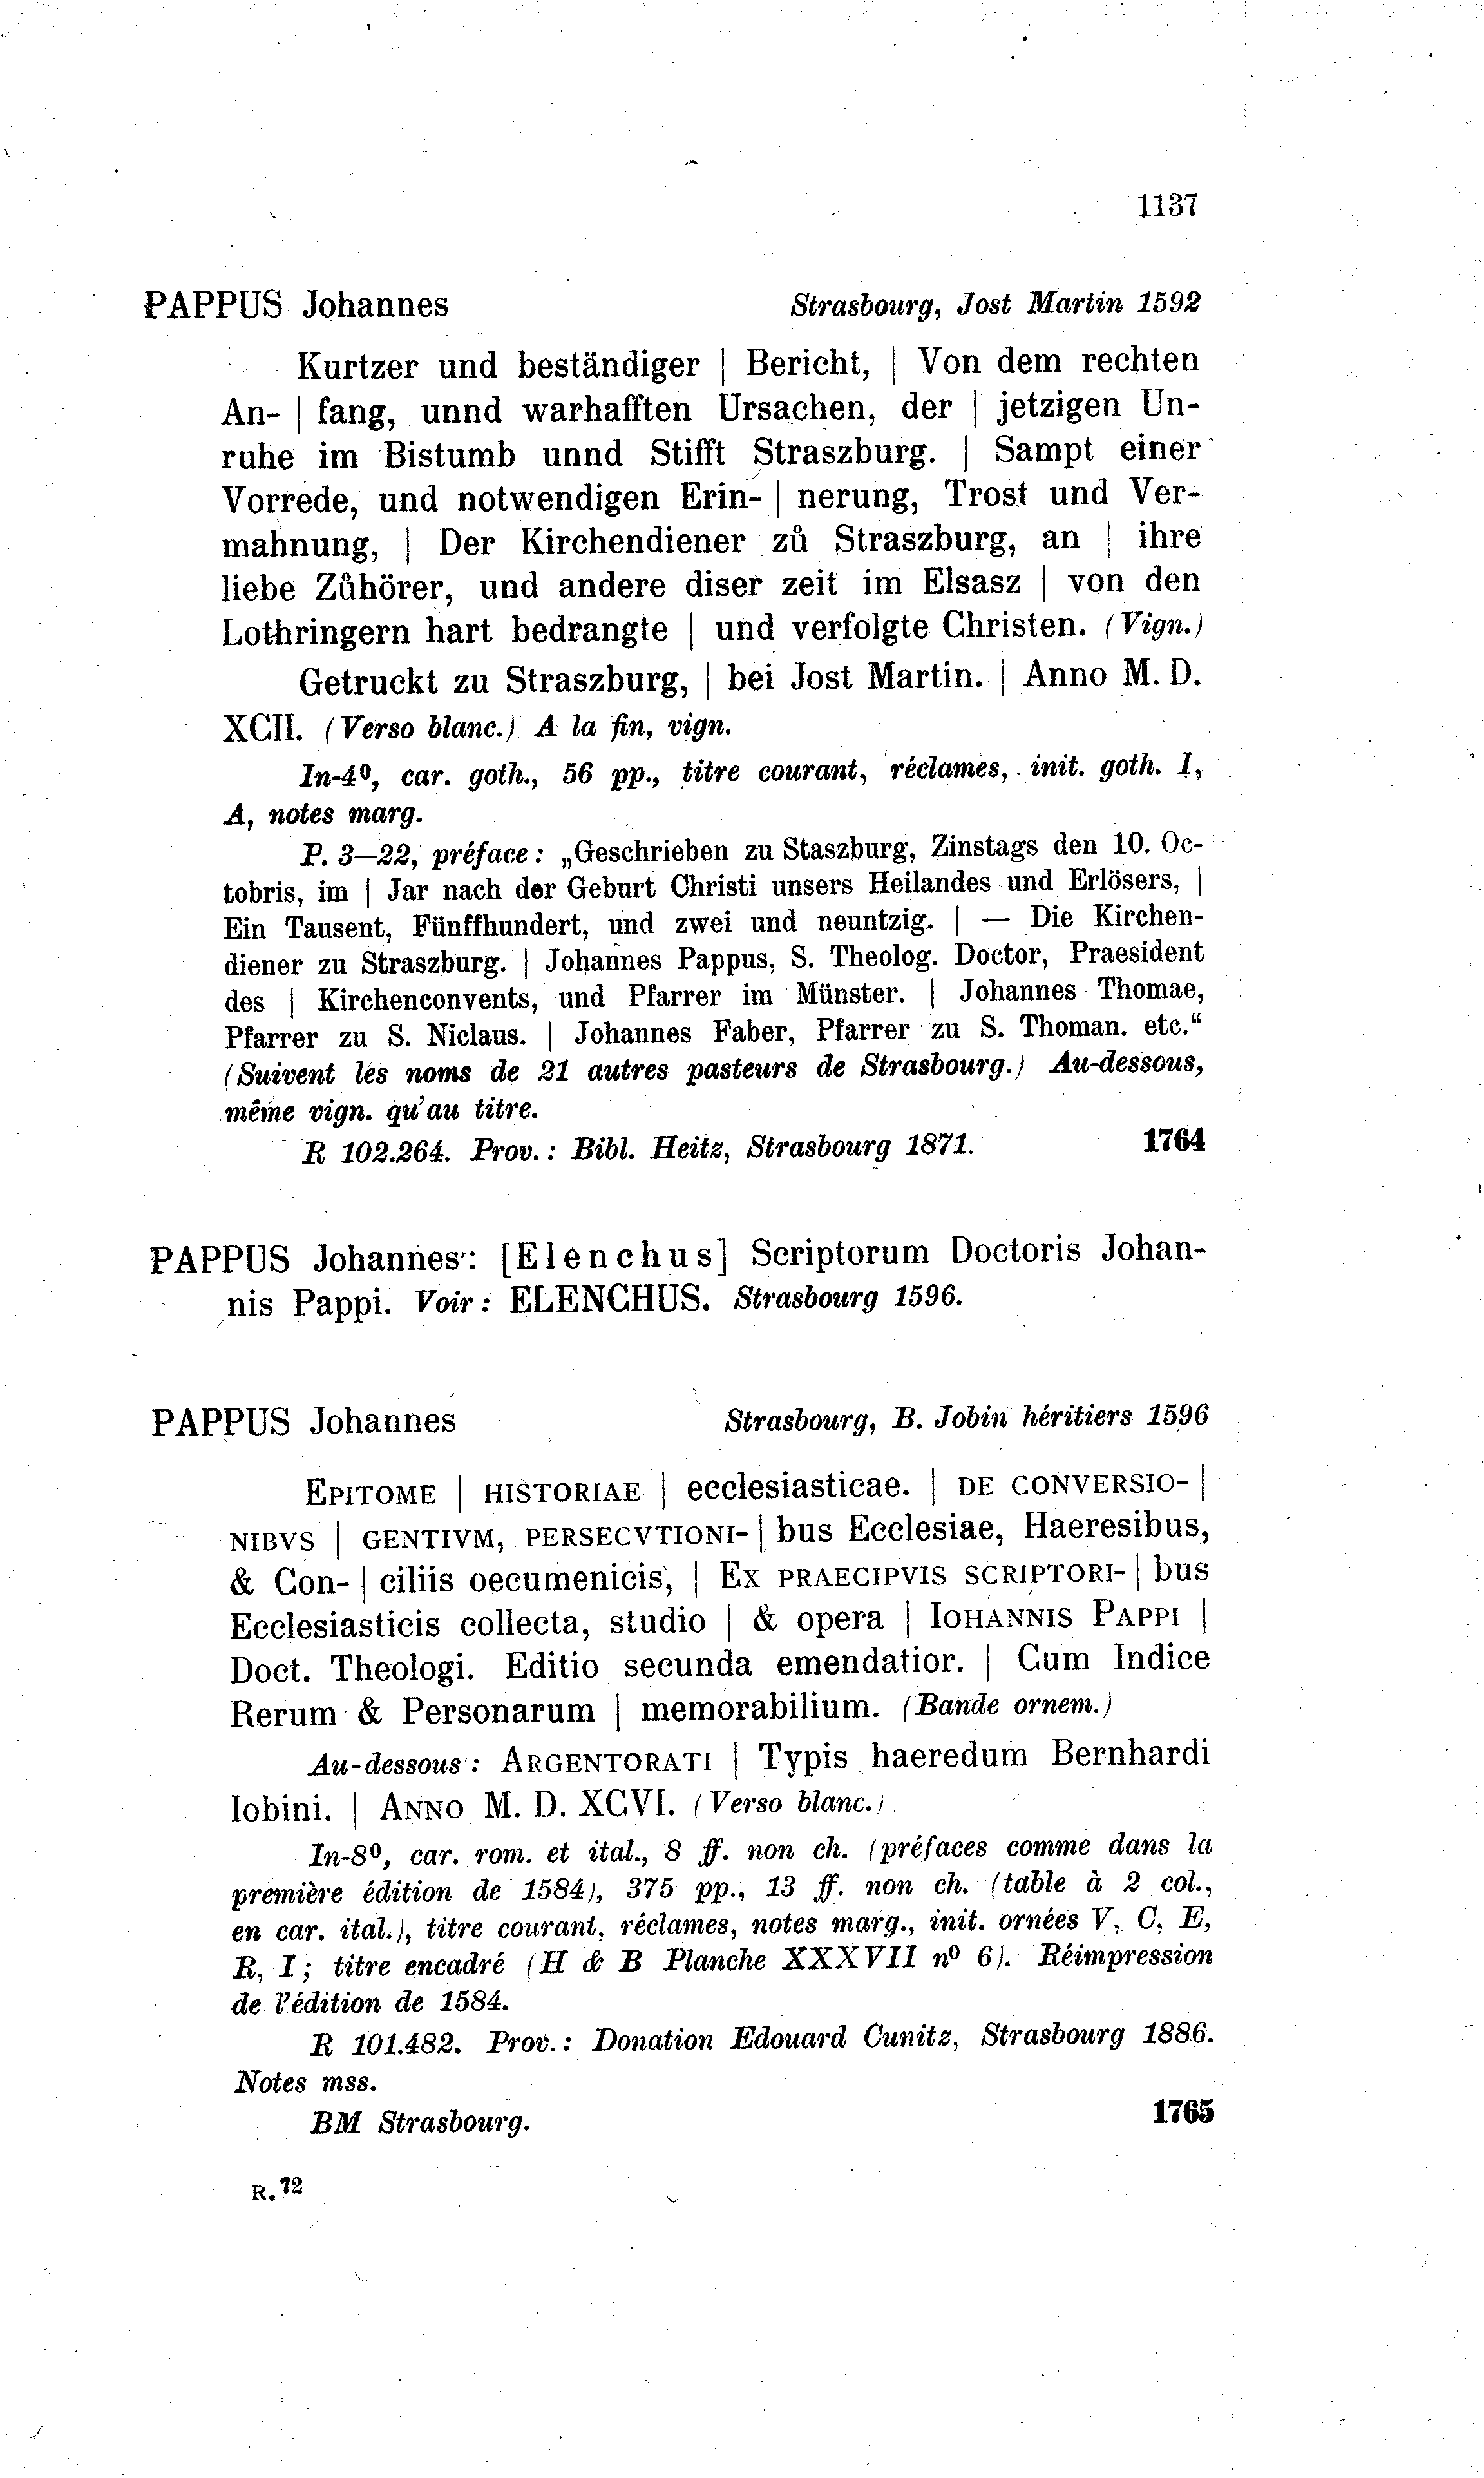 1137
PAPPUS Johannes Strasbourg, Jost Martin 1592
Kurtzer und beständiger | Bericht, | Von dem rechten
An- | fang, unnd warhafften Ursachen, der | jetzigen Un-
ruhe im Bistumb unnd Stifft Straszburg. | Sampt einer
Vorrede, und notwendigen Erin- | nerung, Trost und Ver-
mahnung, | Der Kirchendiener zů Straszburg, an | ihre
liebe Zůhörer, und andere diser zeit im Elsasz | von den
Lothringern hart bedrangte | und verfolgte Christen. (Vign.)
Getruckt zu Straszburg, | bei Jost Martin. | Anno M. D.
XCII. (Verso blanc.) A la fin, vign.
In-4º, car. goth., 56 pp., titre courant, réclames, init. goth. I,
A, notes marg.
P. 3—22, préface: „Geschrieben zu Staszburg, Zinstags den 10. Oc-
tobris, im | Jar nach der Geburt Christi unsers Heilandes und Erlösers, |
Ein Tausent, Fünffhundert, und zwei und neuntzig. | — Die Kirchen-
diener zu Straszburg. | Johannes Pappus, S. Theolog. Doctor, Praesident
des | Kirchenconvents, und Pfarrer im Münster. | Johannes Thomae,
Pfarrer zu S. Niclaus. | Johannes Faber, Pfarrer zu S. Thoman. etc.“
(Suivent les noms de 21 autres pasteurs de Strasbourg.) Au-dessous,
même vign. qu'au titre.
R 102.264. Prov.: Bibl. Heitz, Strasbourg 1871. 1764
PAPPUS Johannes: [Elenchus] Scriptorum Doctoris Johan-
nis Pappi. Voir: ELENCHUS. Strasbourg 1596.
PAPPUS Johannes Strasbourg, B. Jobin héritiers 1596
EPITOME | HISTORIAE | ecclesiasticae. | DE CONVERSIO- |
NIBVS | GENTIVM, PERSECVTIONI- | bus Ecclesiae, Haeresibus,
& Con- | ciliis oecumenicis, | EX PRAECIPVIS SCRIPTORI- | bus
Ecclesiasticis collecta, studio | & opera | IOHANNIS PAPPI |
Doct. Theologi. Editio secunda emendatior. | Cum Indice
Rerum & Personarum | memorabilium. (Bande ornem.)
Au-dessous: ARGENTORATI | Typis haeredum Bernhardi
Iobini. | ANNO M. D. XCVI. (Verso blanc.)
In-8º, car. rom. et ital., 8 ff. non ch. (préfaces comme dans la
première édition de 1584), 375 pp., 13 ff. non ch. (table à 2 col.,
en car. ital.), titre courant, réclames, notes marg., init. ornées V, C, E,
R, I; titre encadré (H & B Planche XXXVII nº 6). Réimpression
de l'édition de 1584.
R 101.482. Prov.: Donation Edouard Cunitz, Strasbourg 1886.
Notes mss.
BM Strasbourg. 1765
R. 72